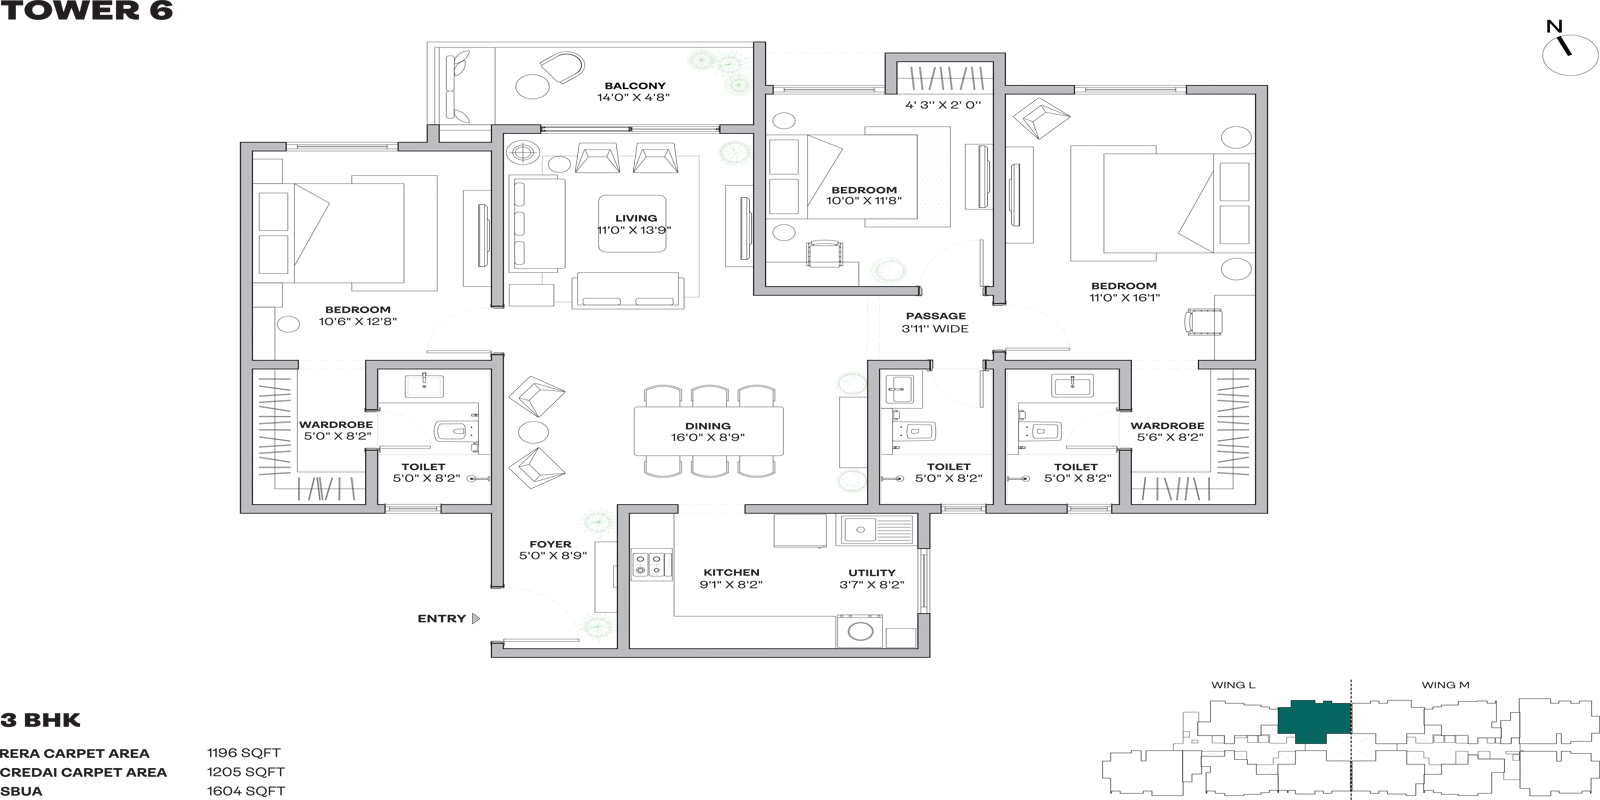 TOWER 6
N
BALCONY
14'0" X 4'8"
4' 3'' X 2' 0''
BEDROOM
10'0" X 11'8"
LIVING
11'0" X 13'9"
BEDROOM
11'0" X 16'1"
BEDROOM
10'6" X 12'8"
PASSAGE
3'11'' WIDE
WARDROBE
5'0" X 8'2"
DINING
16'0" X 8'9"
WARDROBE
5'6" X 8'2"
TOILET
5'0" X 8'2"
TOILET
5'0" X 8'2"
TOILET
5'0" X 8'2"
FOYER
5'0" X 8'9"
KITCHEN
9'1" X 8'2"
UTILITY
3'7" X 8'2"
ENTRY
WING L
WING M
3 BHK
RERA CARPET AREA 1196 SQFT
CREDAI CARPET AREA 1205 SQFT
SBUA 1604 SQFT